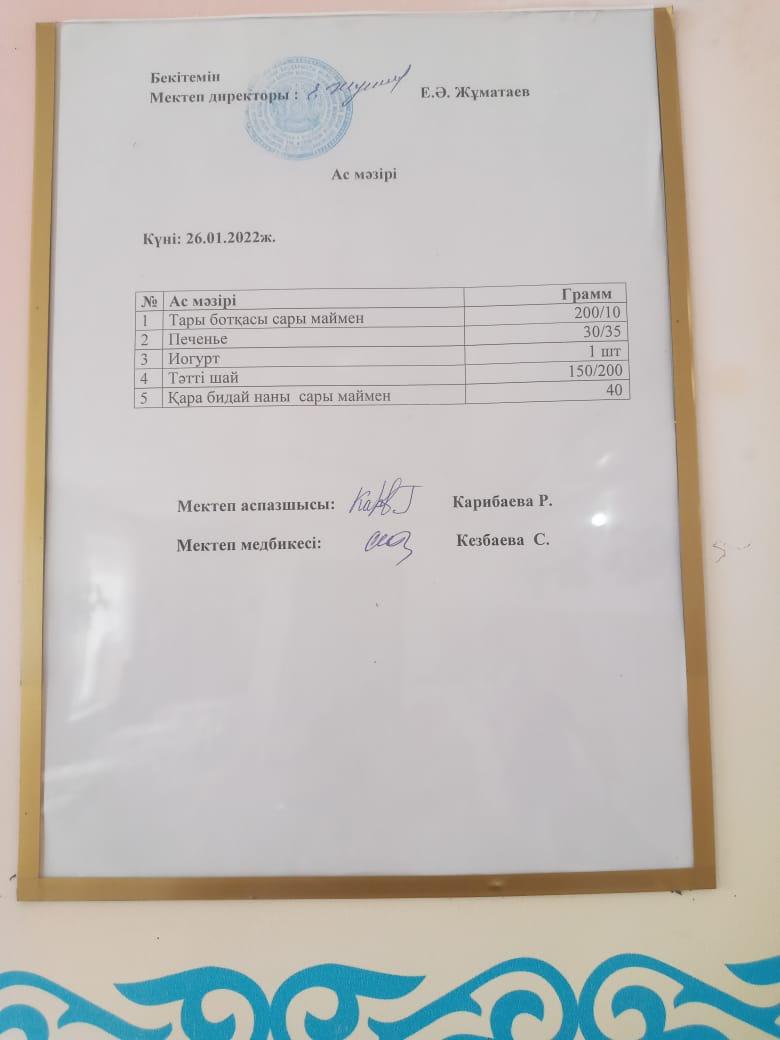 Бекітемін
Мектеп директоры : Е.Ә. Жұматаев
Ас мәзірі
Күні: 26.01.2022ж.
№ Ас мәзірі Грамм
1 Тары ботқасы сары маймен 200/10
2 Печенье 30/35
3 Иогурт 1 шт
4 Тәтті шай 150/200
5 Қара бидай наны сары маймен 40
Мектеп аспазшысы: Карибаева Р.
Мектеп медбикесі: Кезбаева С.